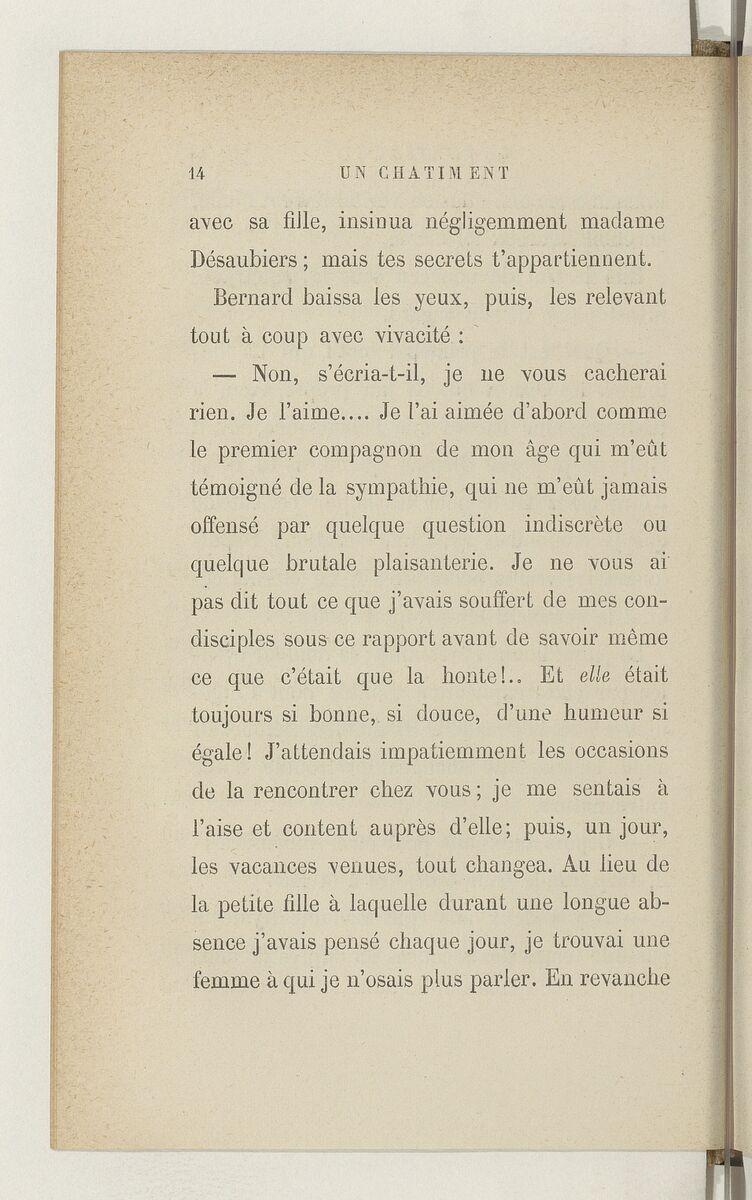 14 UN CHATIMENT
avec sa fille, insinua négligemment madame
Désaubiers ; mais tes secrets t'appartiennent.
Bernard baissa les yeux, puis, les relevant
tout à coup avec vivacité :
— Non, s'écria-t-il, je ne vous cacherai
rien. Je l'aime.... Je l'ai aimée d'abord comme
le premier compagnon de mon âge qui m'eût
témoigné de la sympathie, qui ne m'eût jamais
offensé par quelque question indiscrète ou
quelque brutale plaisanterie. Je ne vous ai
pas dit tout ce que j'avais souffert de mes con-
disciples sous ce rapport avant de savoir même
ce que c'était que la honte!.. Et elle était
toujours si bonne, si douce, d'une humeur si
égale ! J'attendais impatiemment les occasions
de la rencontrer chez vous ; je me sentais à
l'aise et content auprès d'elle; puis, un jour,
les vacances venues, tout changea. Au lieu de
la petite fille à laquelle durant une longue ab-
sence j'avais pensé chaque jour, je trouvai une
femme à qui je n'osais plus parler. En revanche